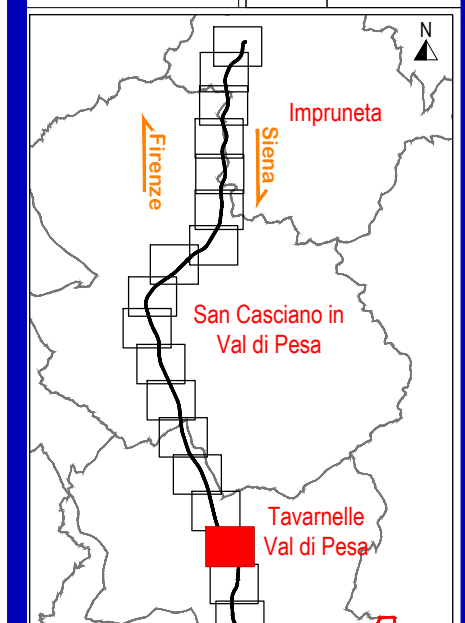 N
Impruneta
Firenze
Siena
San Casciano in
Val di Pesa
Tavarnelle
Val di Pesa